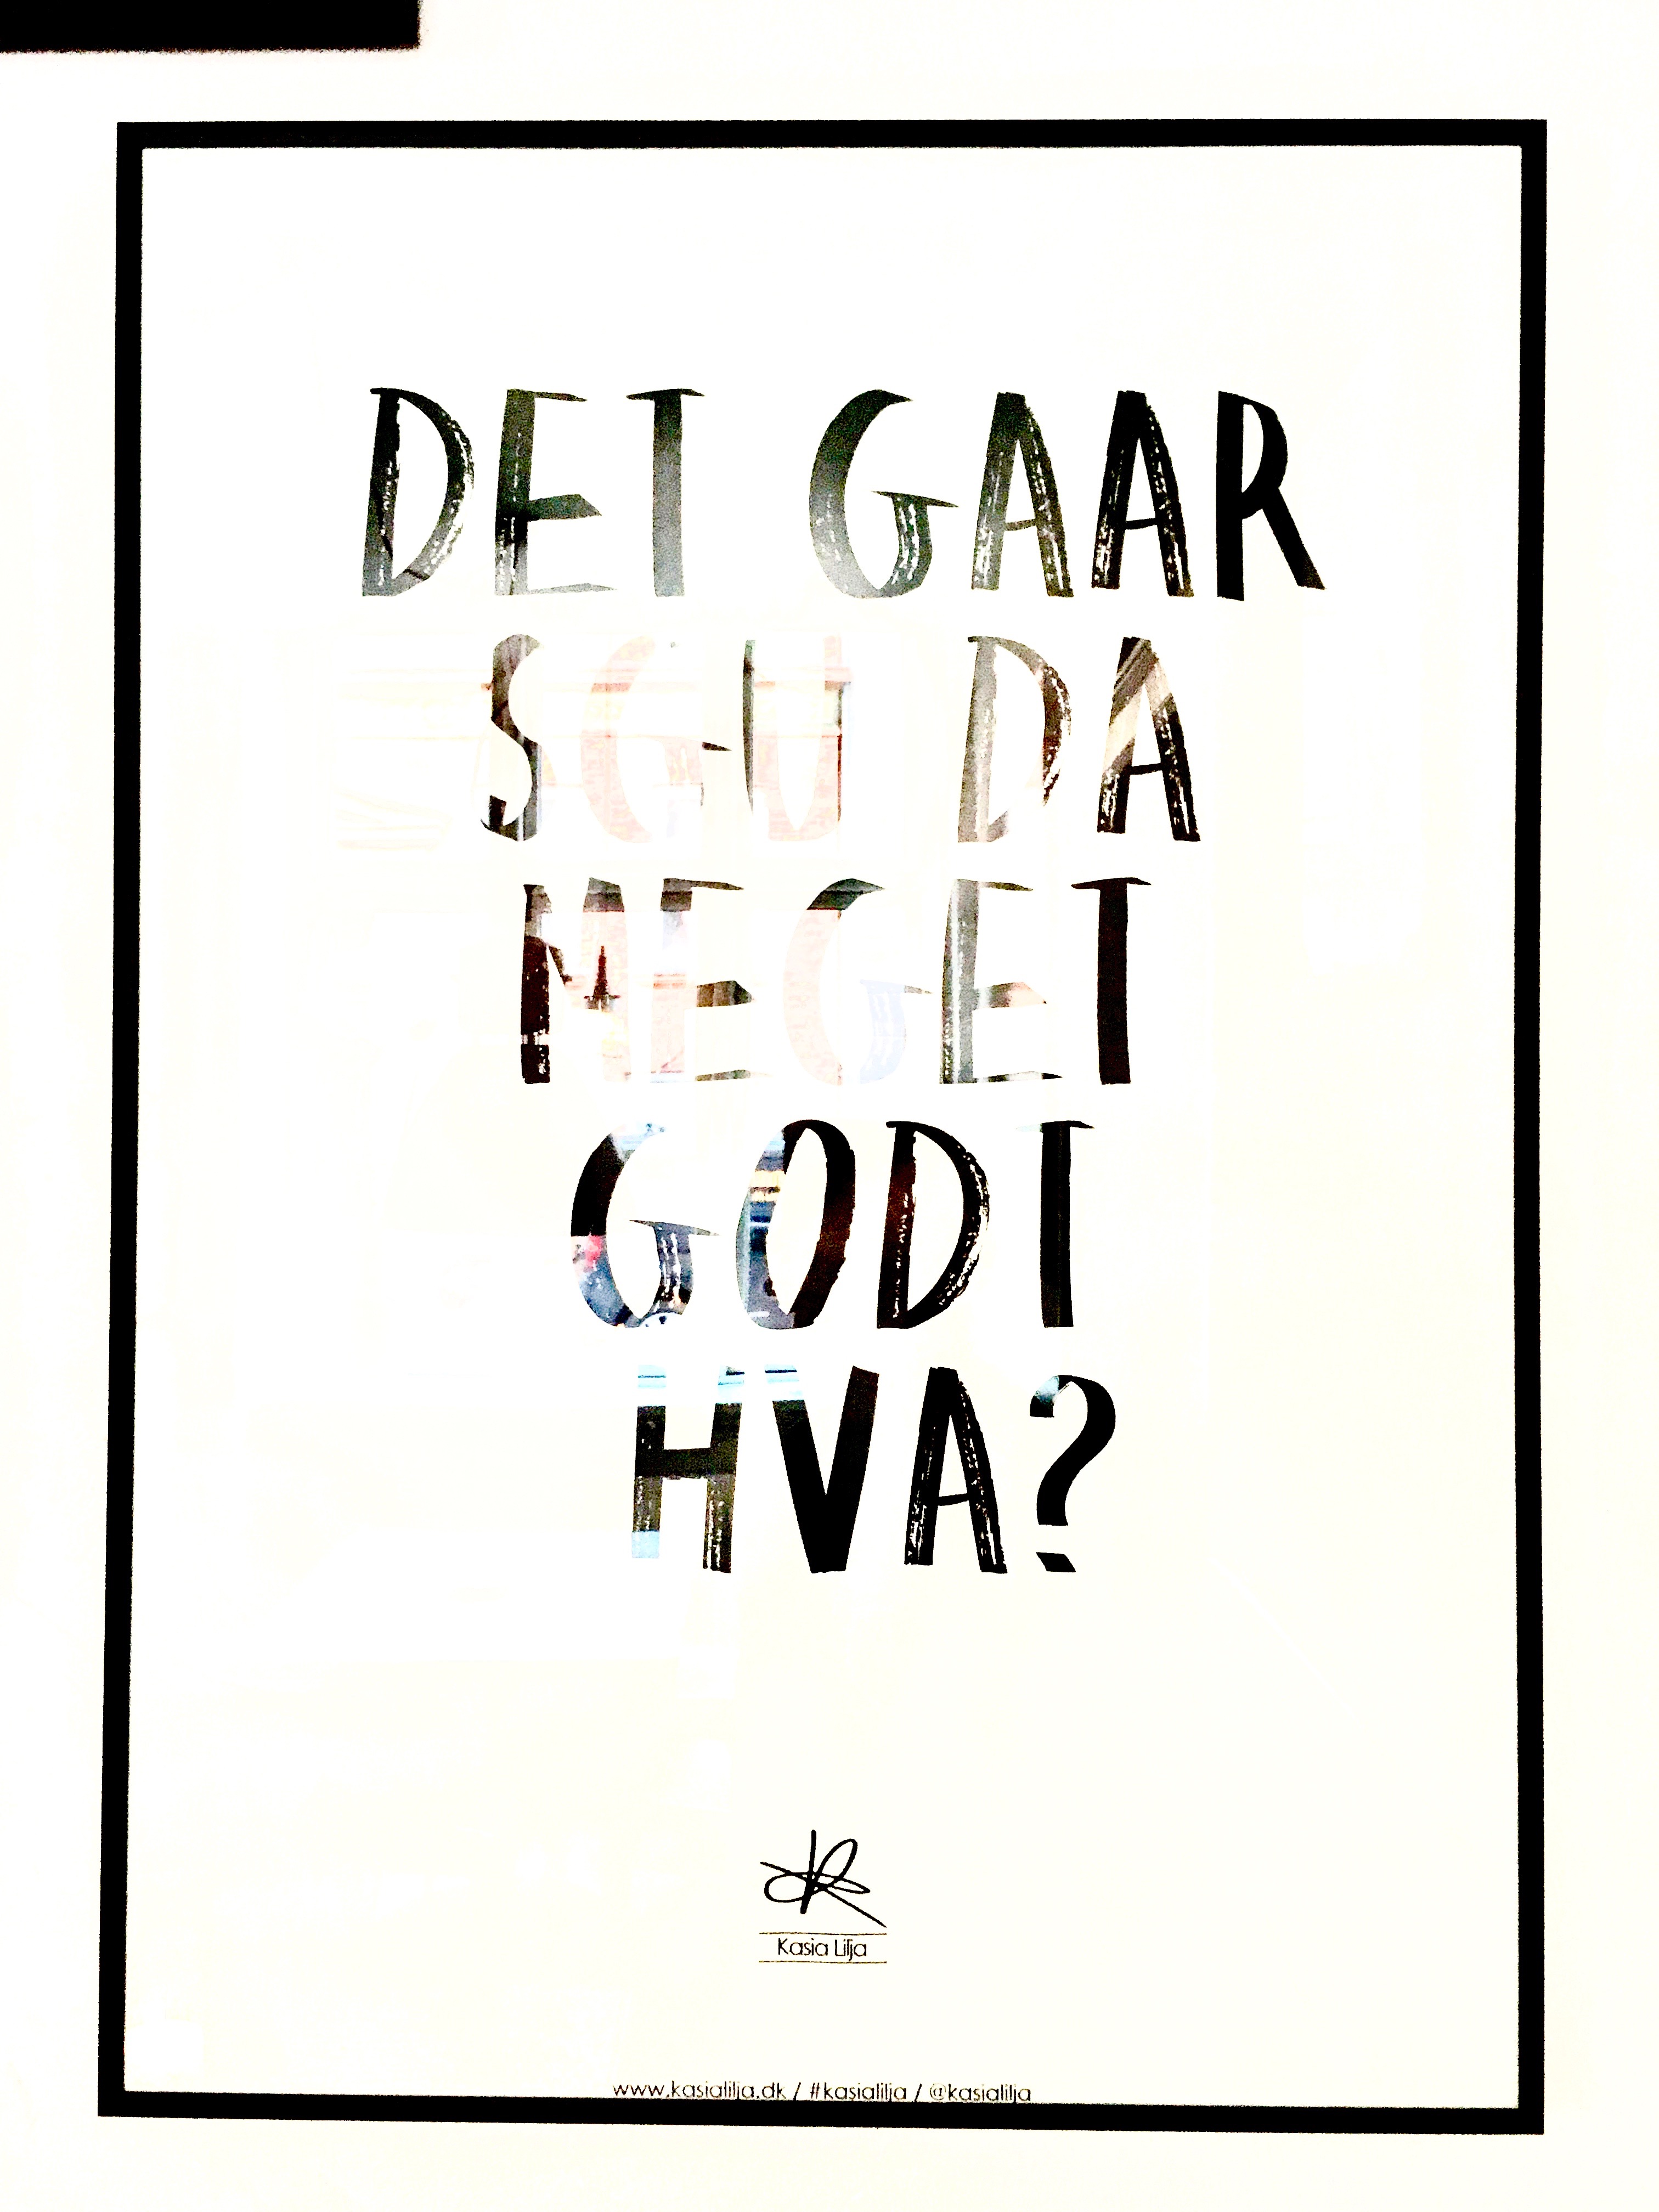 DET GAAR
SGU DA
MEGET
GODT
HVA?
Kasia Lilja
www.kasialilja.dk / #kasialilja / @kasialilja